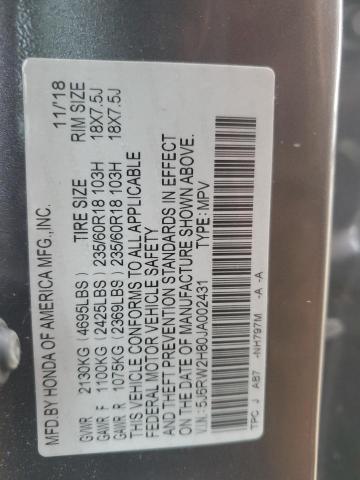 MFD.BY HONDA OF AMERICA MFG.,INC. 11/'18
TIRE SIZE RIM SIZE
GVWR 2130KG (4695LBS)
GAWR F 1100KG (2425LBS) 235/60R18 103H 18X7.5J
GAWR R 1075KG (2369LBS) 235/60R18 103H 18X7.5J
THIS VEHICLE CONFORMS TO ALL APPLICABLE
FEDERAL MOTOR VEHICLE SAFETY
AND THEFT PREVENTION STANDARDS IN EFFECT
ON THE DATE OF MANUFACTURE SHOWN ABOVE.
V.I.N: 5J6RW2H80JA002431 TYPE: MPV
TPC J AB7 -NH797M -A -A